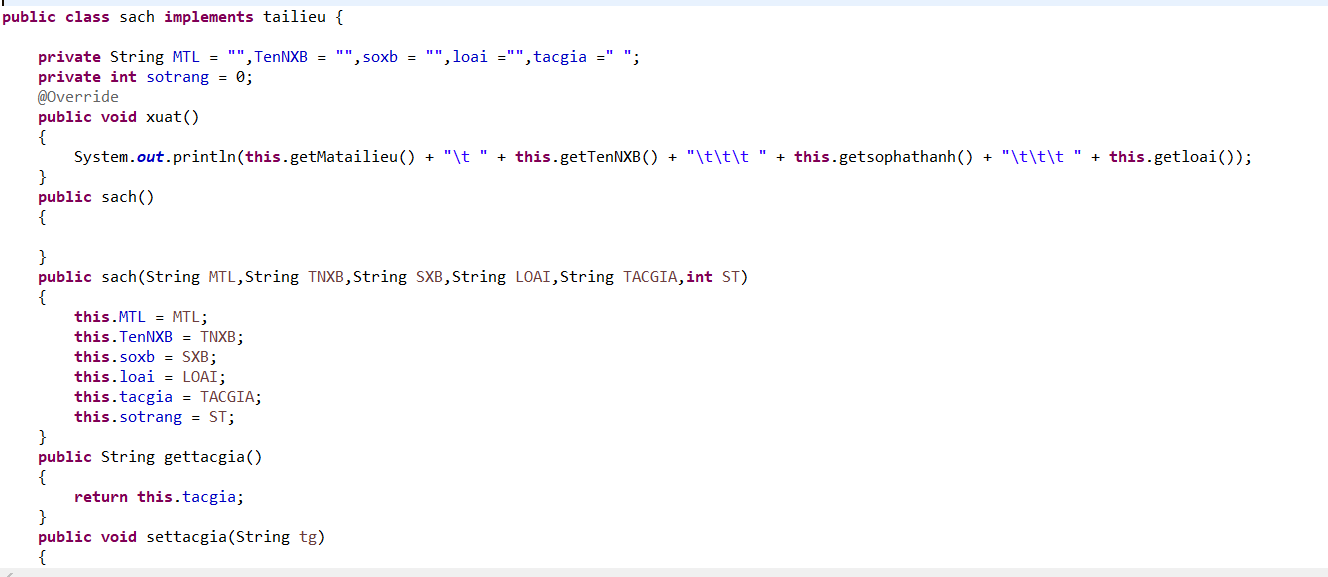 public class sach implements tailieu {
private String MTL = "",TenNXB = "",soxb = "",loai ="",tacgia =" ";
private int sotrang = 0;
@Override
public void xuat()
{
System.out.println(this.getMatailieu() + "\t " + this.getTenNXB() + "\t\t\t " + this.getsophathanh() + "\t\t\t " + this.getloai());
}
public sach()
{
}
public sach(String MTL,String TNXB,String SXB,String LOAI,String TACGIA,int ST)
{
this.MTL = MTL;
this.TenNXB = TNXB;
this.soxb = SXB;
this.loai = LOAI;
this.tacgia = TACGIA;
this.sotrang = ST;
}
public String gettacgia()
{
return this.tacgia;
}
public void settacgia(String tg)
{